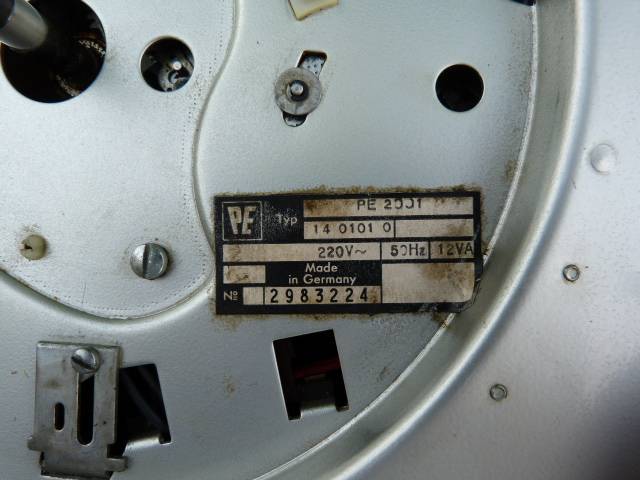 PE Typ PE 2001
14 0101 0
220V~ 50Hz 12VA
Made
in Germany
Nº 2983224